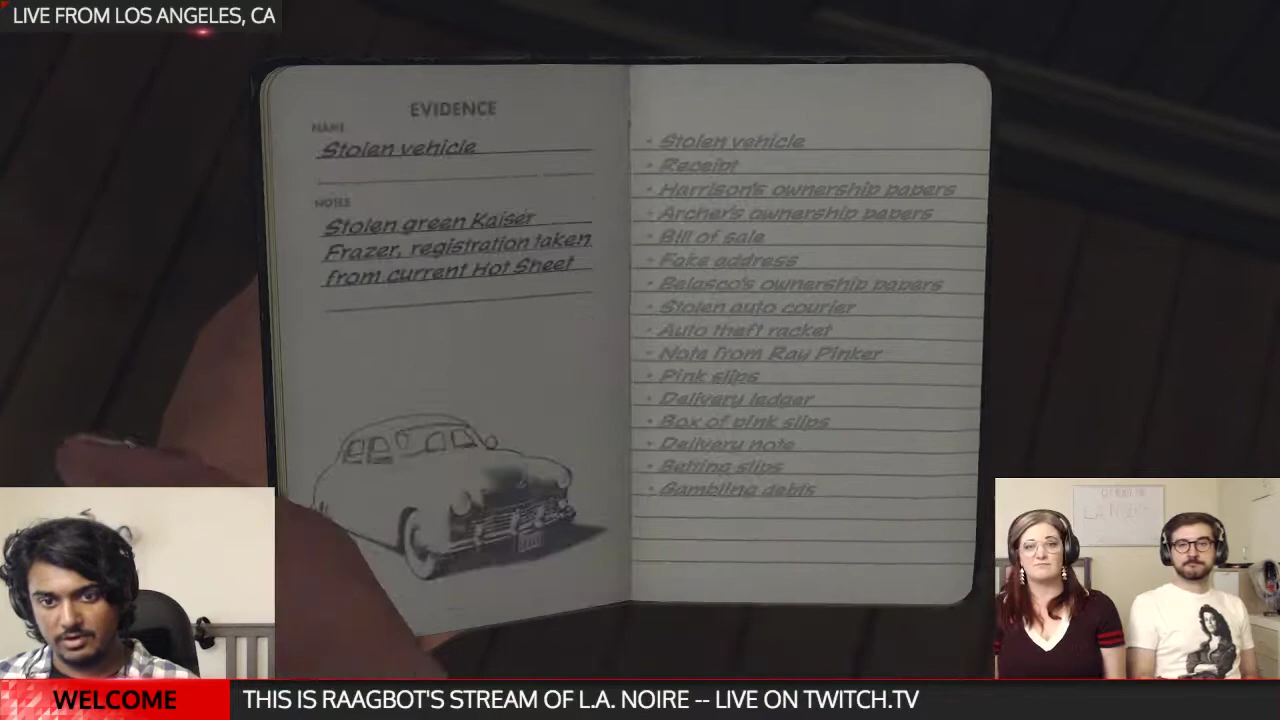 LIVE FROM LOS ANGELES, CA
EVIDENCE
NAME
Stolen vehicle
NOTES
Stolen green Kaiser
Frazer, registration taken
from current Hot Sheet
- Stolen vehicle
- Receipt
- Harrison's ownership papers
- Archer's ownership papers
- Bill of sale
- Fake address
- Belasco's ownership papers
- Stolen auto courier
- Auto theft racket
- Note from Ray Pinker
- Pink slips
- Delivery ledger
- Box of pink slips
- Delivery note
- Betting slips
- Gambling debts
WELCOME
THIS IS RAAGBOT'S STREAM OF L.A. NOIRE -- LIVE ON TWITCH.TV